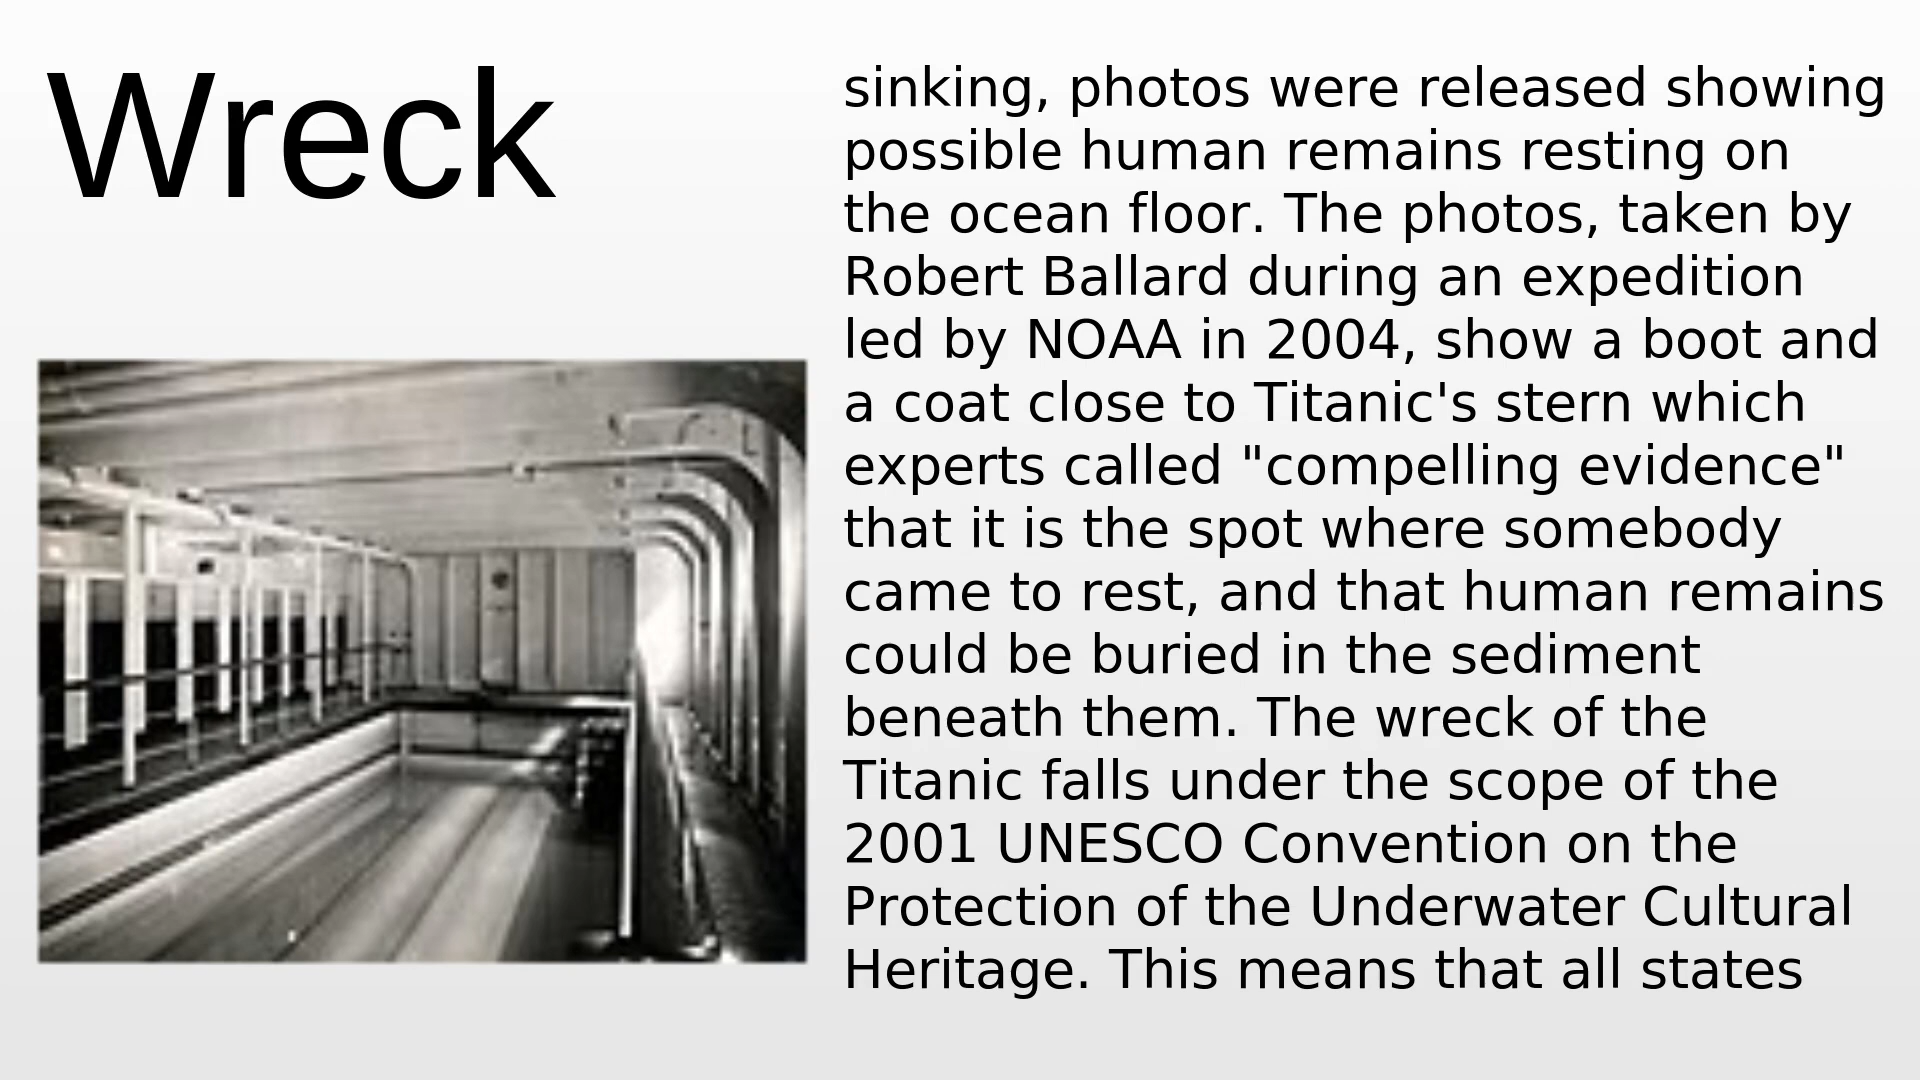 Wreck
sinking, photos were released showing
possible human remains resting on
the ocean floor. The photos, taken by
Robert Ballard during an expedition
led by NOAA in 2004, show a boot and
a coat close to Titanic's stern which
experts called "compelling evidence"
that it is the spot where somebody
came to rest, and that human remains
could be buried in the sediment
beneath them. The wreck of the
Titanic falls under the scope of the
2001 UNESCO Convention on the
Protection of the Underwater Cultural
Heritage. This means that all states